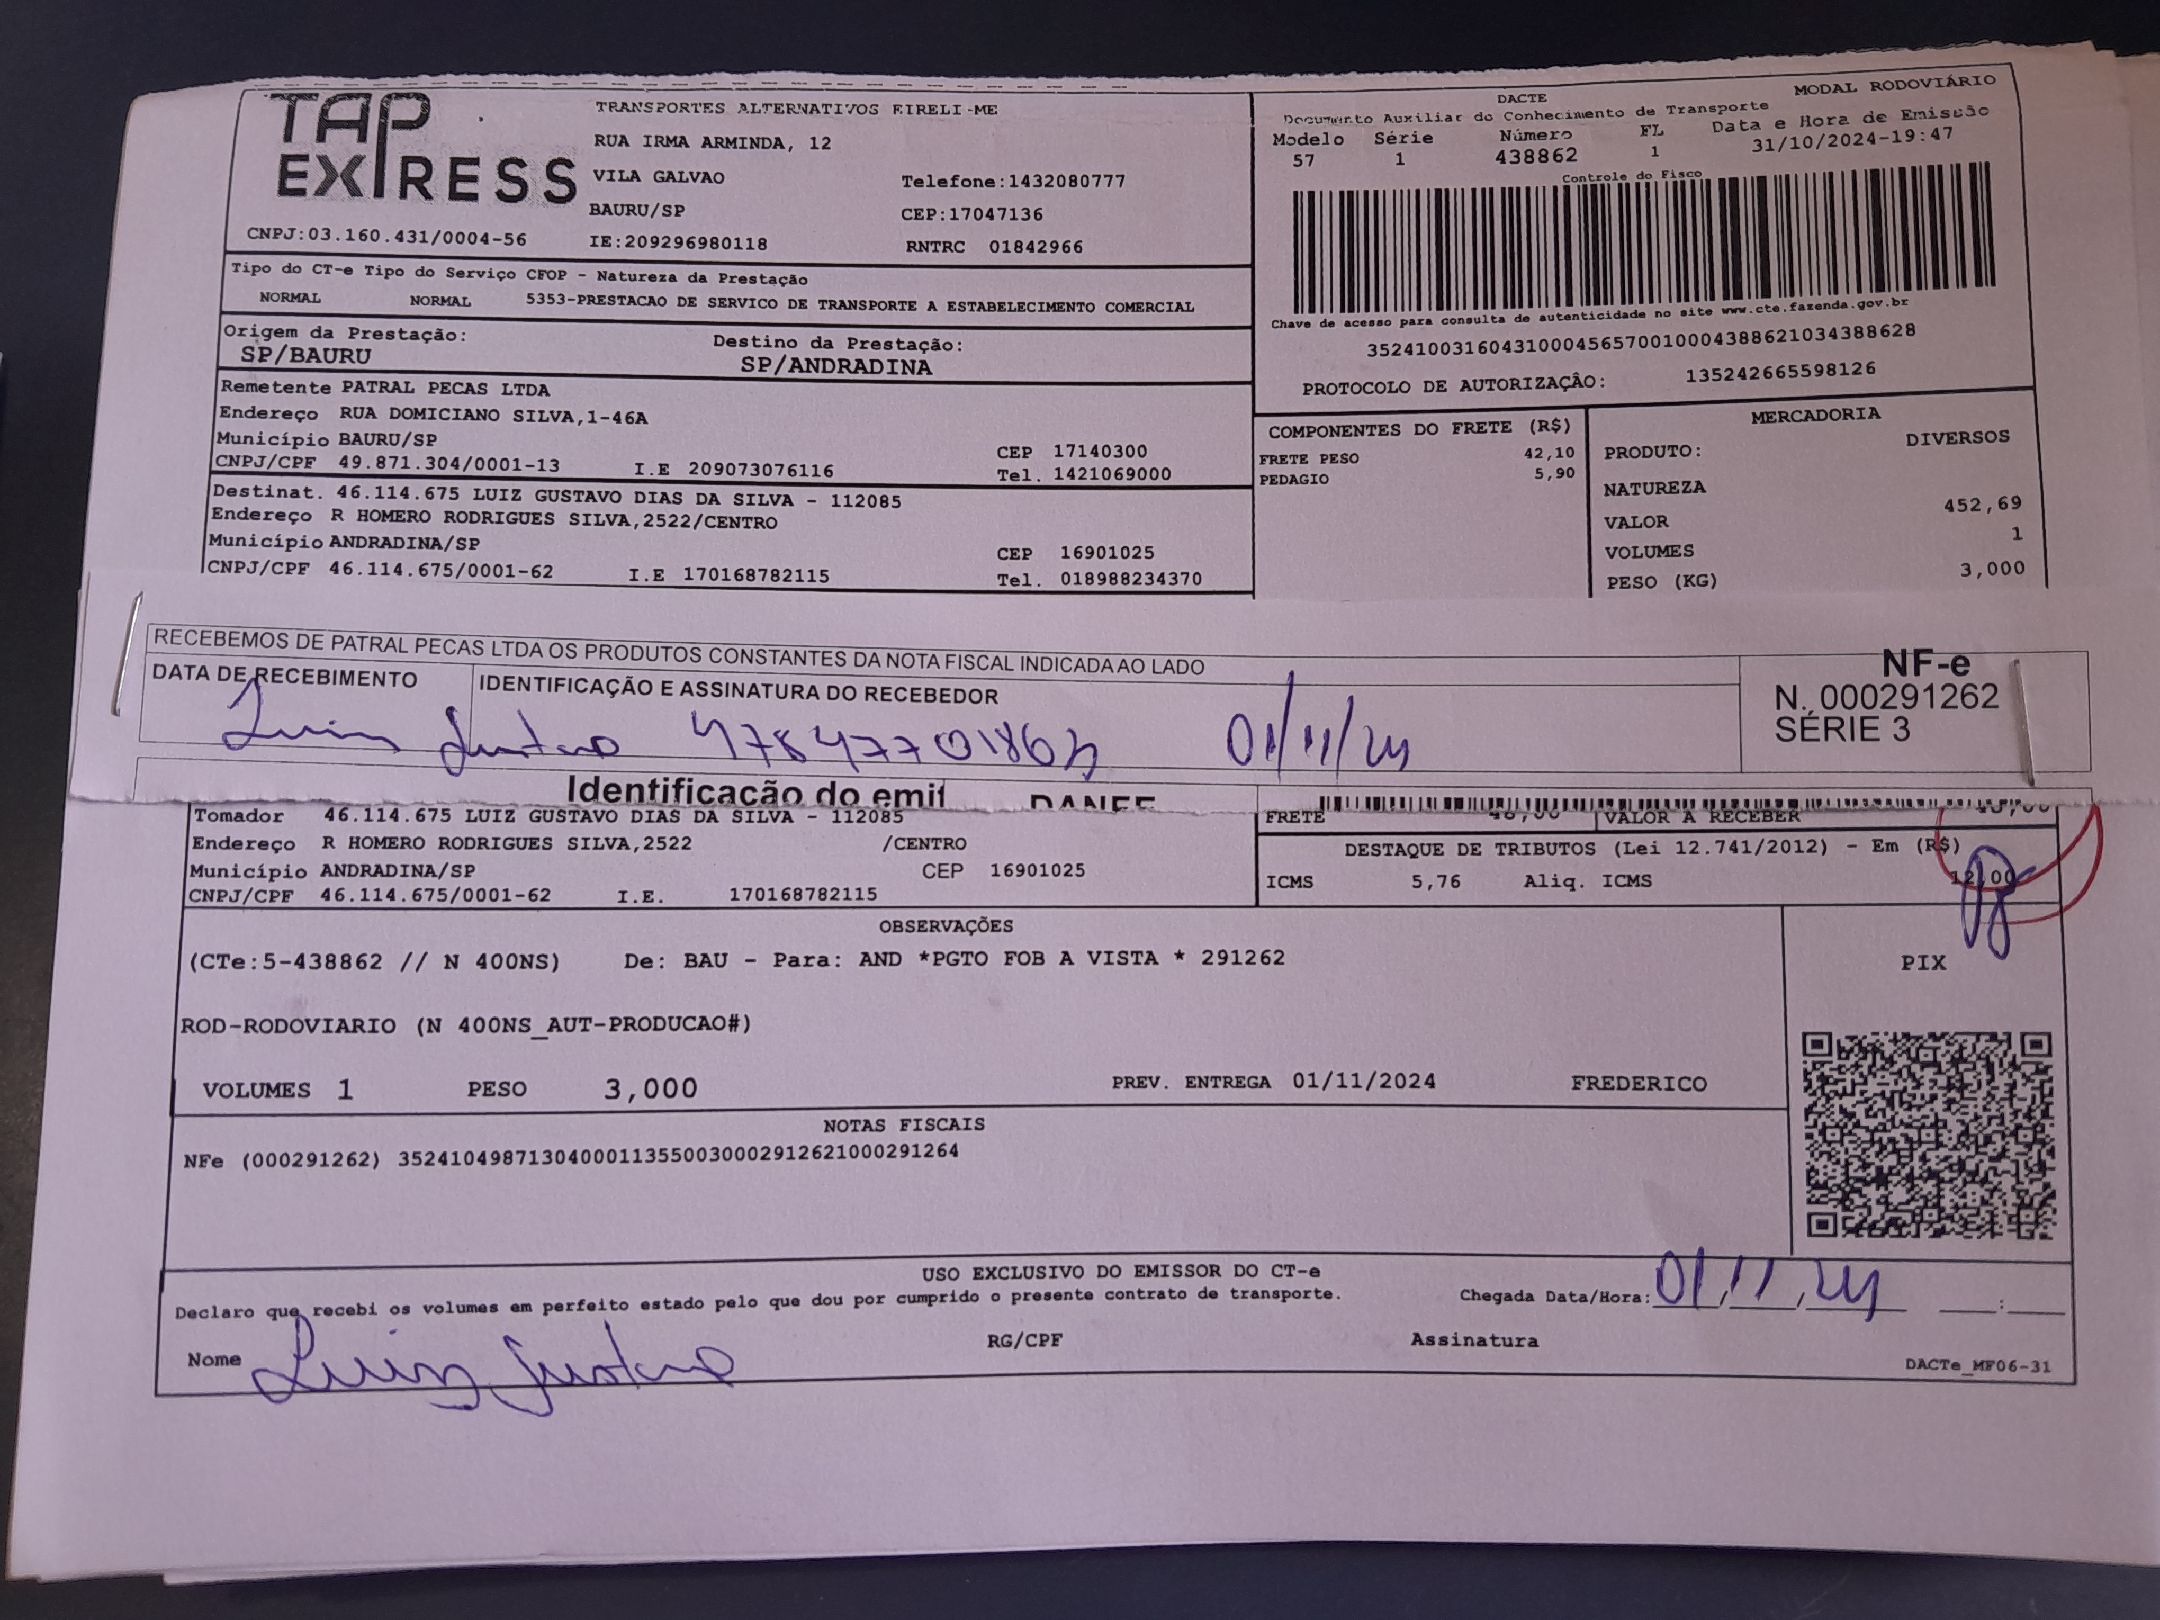 TAP EXPRESS
TRANSPORTES ALTERNATIVOS EIRELI-ME
RUA IRMA ARMINDA, 12
VILA GALVAO Telefone:1432080777
BAURU/SP CEP:17047136
CNPJ:03.160.431/0004-56 IE:209296980118 RNTRC 01842966
DACTE MODAL RODOVIÁRIO
Documento Auxiliar do Conhecimento de Transporte
Modelo Série Número FL Data e Hora de Emissão
57 1 438862 1 31/10/2024-19:47
Controle do Fisco
Chave de acesso para consulta de autenticidade no site www.cte.fazenda.gov.br
35241003160431000456570010004388621034388628
PROTOCOLO DE AUTORIZAÇÃO: 135242665598126
Tipo do CT-e Tipo do Serviço CFOP - Natureza da Prestação
NORMAL NORMAL 5353-PRESTACAO DE SERVICO DE TRANSPORTE A ESTABELECIMENTO COMERCIAL
Origem da Prestação: Destino da Prestação:
SP/BAURU SP/ANDRADINA
Remetente PATRAL PECAS LTDA
Endereço RUA DOMICIANO SILVA,1-46A
Município BAURU/SP CEP 17140300
CNPJ/CPF 49.871.304/0001-13 I.E 209073076116 Tel. 1421069000
Destinat. 46.114.675 LUIZ GUSTAVO DIAS DA SILVA - 112085
Endereço R HOMERO RODRIGUES SILVA,2522/CENTRO
Município ANDRADINA/SP CEP 16901025
CNPJ/CPF 46.114.675/0001-62 I.E 170168782115 Tel. 018988234370
COMPONENTES DO FRETE (R$)
FRETE PESO 42,10
PEDAGIO 5,90
MERCADORIA
PRODUTO: DIVERSOS
NATUREZA
VALOR 452,69
VOLUMES 1
PESO (KG) 3,000
RECEBEMOS DE PATRAL PECAS LTDA OS PRODUTOS CONSTANTES DA NOTA FISCAL INDICADA AO LADO
DATA DE RECEBIMENTO IDENTIFICAÇÃO E ASSINATURA DO RECEBEDOR
Luiz Gustavo 01/11/24
NF-e
N. 000291262
SÉRIE 3
Identificação do emit DANFE
Tomador 46.114.675 LUIZ GUSTAVO DIAS DA SILVA - 112085
Endereço R HOMERO RODRIGUES SILVA,2522 /CENTRO
Município ANDRADINA/SP CEP 16901025
CNPJ/CPF 46.114.675/0001-62 I.E. 170168782115
FRETE VALOR A RECEBER
DESTAQUE DE TRIBUTOS (Lei 12.741/2012) - Em (R$)
ICMS 5,76 Aliq. ICMS 12,00
OBSERVAÇÕES
(CTe:5-438862 // N 400NS) De: BAU - Para: AND *PGTO FOB A VISTA * 291262
ROD-RODOVIARIO (N 400NS_AUT-PRODUCAO#)
VOLUMES 1 PESO 3,000 PREV. ENTREGA 01/11/2024 FREDERICO
PIX
NOTAS FISCAIS
NFe (000291262) 35241049871304000113550030002912621000291264
USO EXCLUSIVO DO EMISSOR DO CT-e
Declaro que recebi os volumes em perfeito estado pelo que dou por cumprido o presente contrato de transporte.
Chegada Data/Hora: 01/11/24 :
Nome Luiz Gustavo RG/CPF Assinatura
DACTe_MF06-31